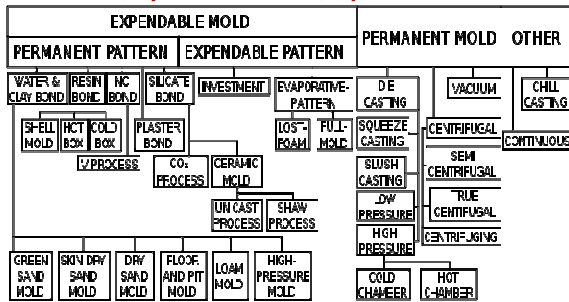 EXPENDABLE MOLD
PERMANENT PATTERN
EXPENDABLE PATTERN
PERMANENT MOLD
OTHER
WATER &
CLAY BOND
RESIN
BOND
NO
BOND
SILICATE
BOND
INVESTMENT
EVAPORATIVE-
PATTERN
DIE
CASTING
VACUUM
CHILL
CASTING
SHELL
MOLD
HOT
BOX
COLD
BOX
PLASTER
BOND
LOST-
FOAM
FULL-
MOLD
SQUEEZE
CASTING
CENTRIFUGAL
CONTINUOUS
V-PROCESS
CO₂
PROCESS
CERAMIC
MOLD
SLUSH
CASTING
SEMI
CENTRIFUGAL
UNICAST
PROCESS
SHAW
PROCESS
LOW
PRESSURE
TRUE
CENTIFUGAL
HIGH
PRESSURE
CENTRIFUGING
GREEN
SAND
MOLD
SKIN DRY
SAND
MOLD
DRY
SAND
MOLD
FLOOR
AND PIT
MOLD
LOAM
MOLD
HIGH-
PRESSURE
MOLD
COLD
CHAMBER
HOT
CHAMBER